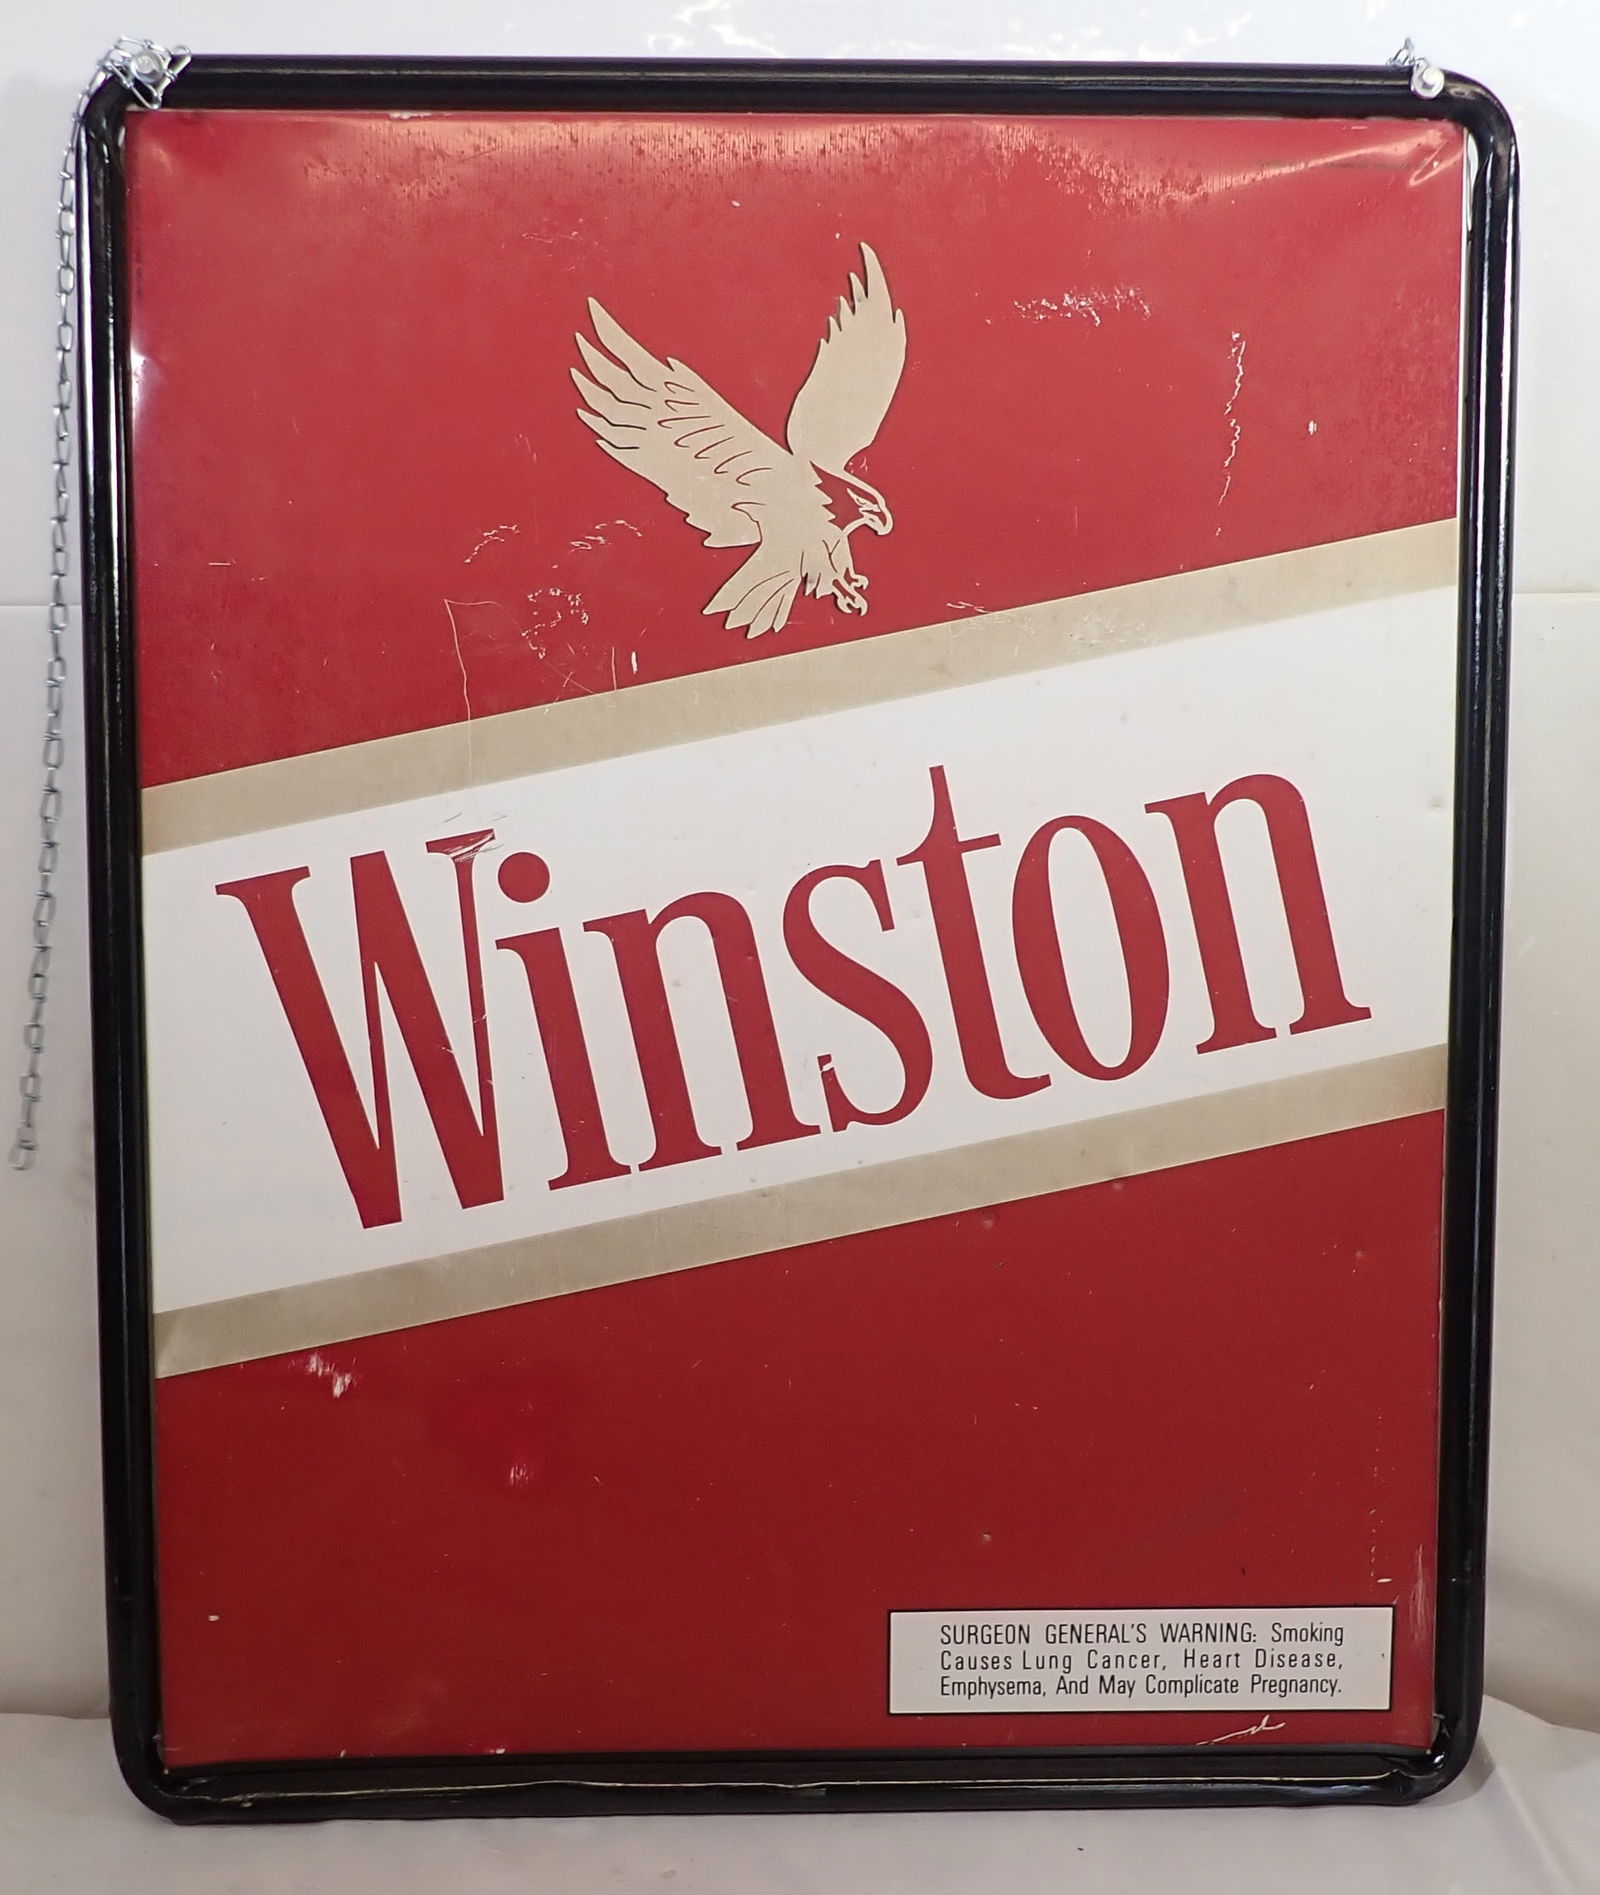 Winston
SURGEON GENERAL'S WARNING: Smoking
Causes Lung Cancer, Heart Disease,
Emphysema, And May Complicate Pregnancy.